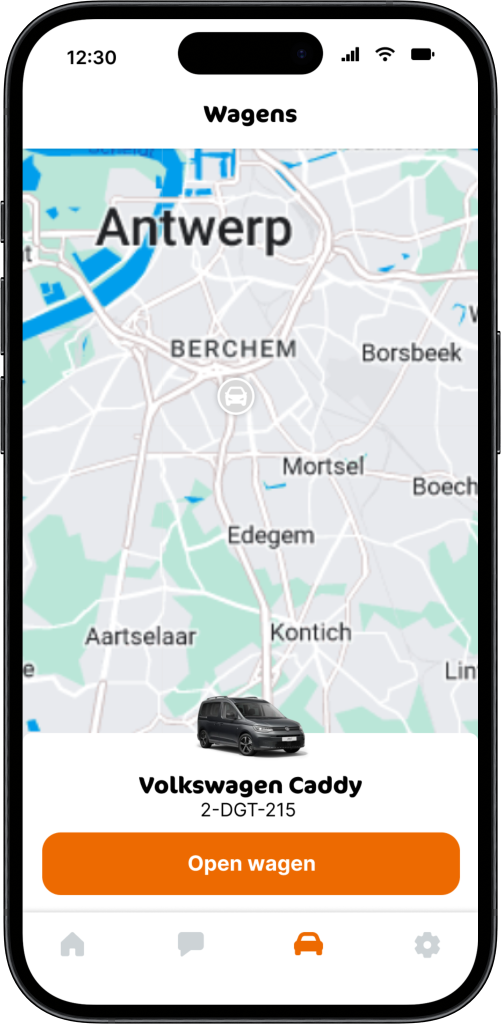 12:30
Wagens
Antwerp
t
BERCHEM
Borsbeek
Mortsel
Boech
Edegem
Aartselaar
Kontich
e
Lin
Volkswagen Caddy
2-DGT-215
Open wagen